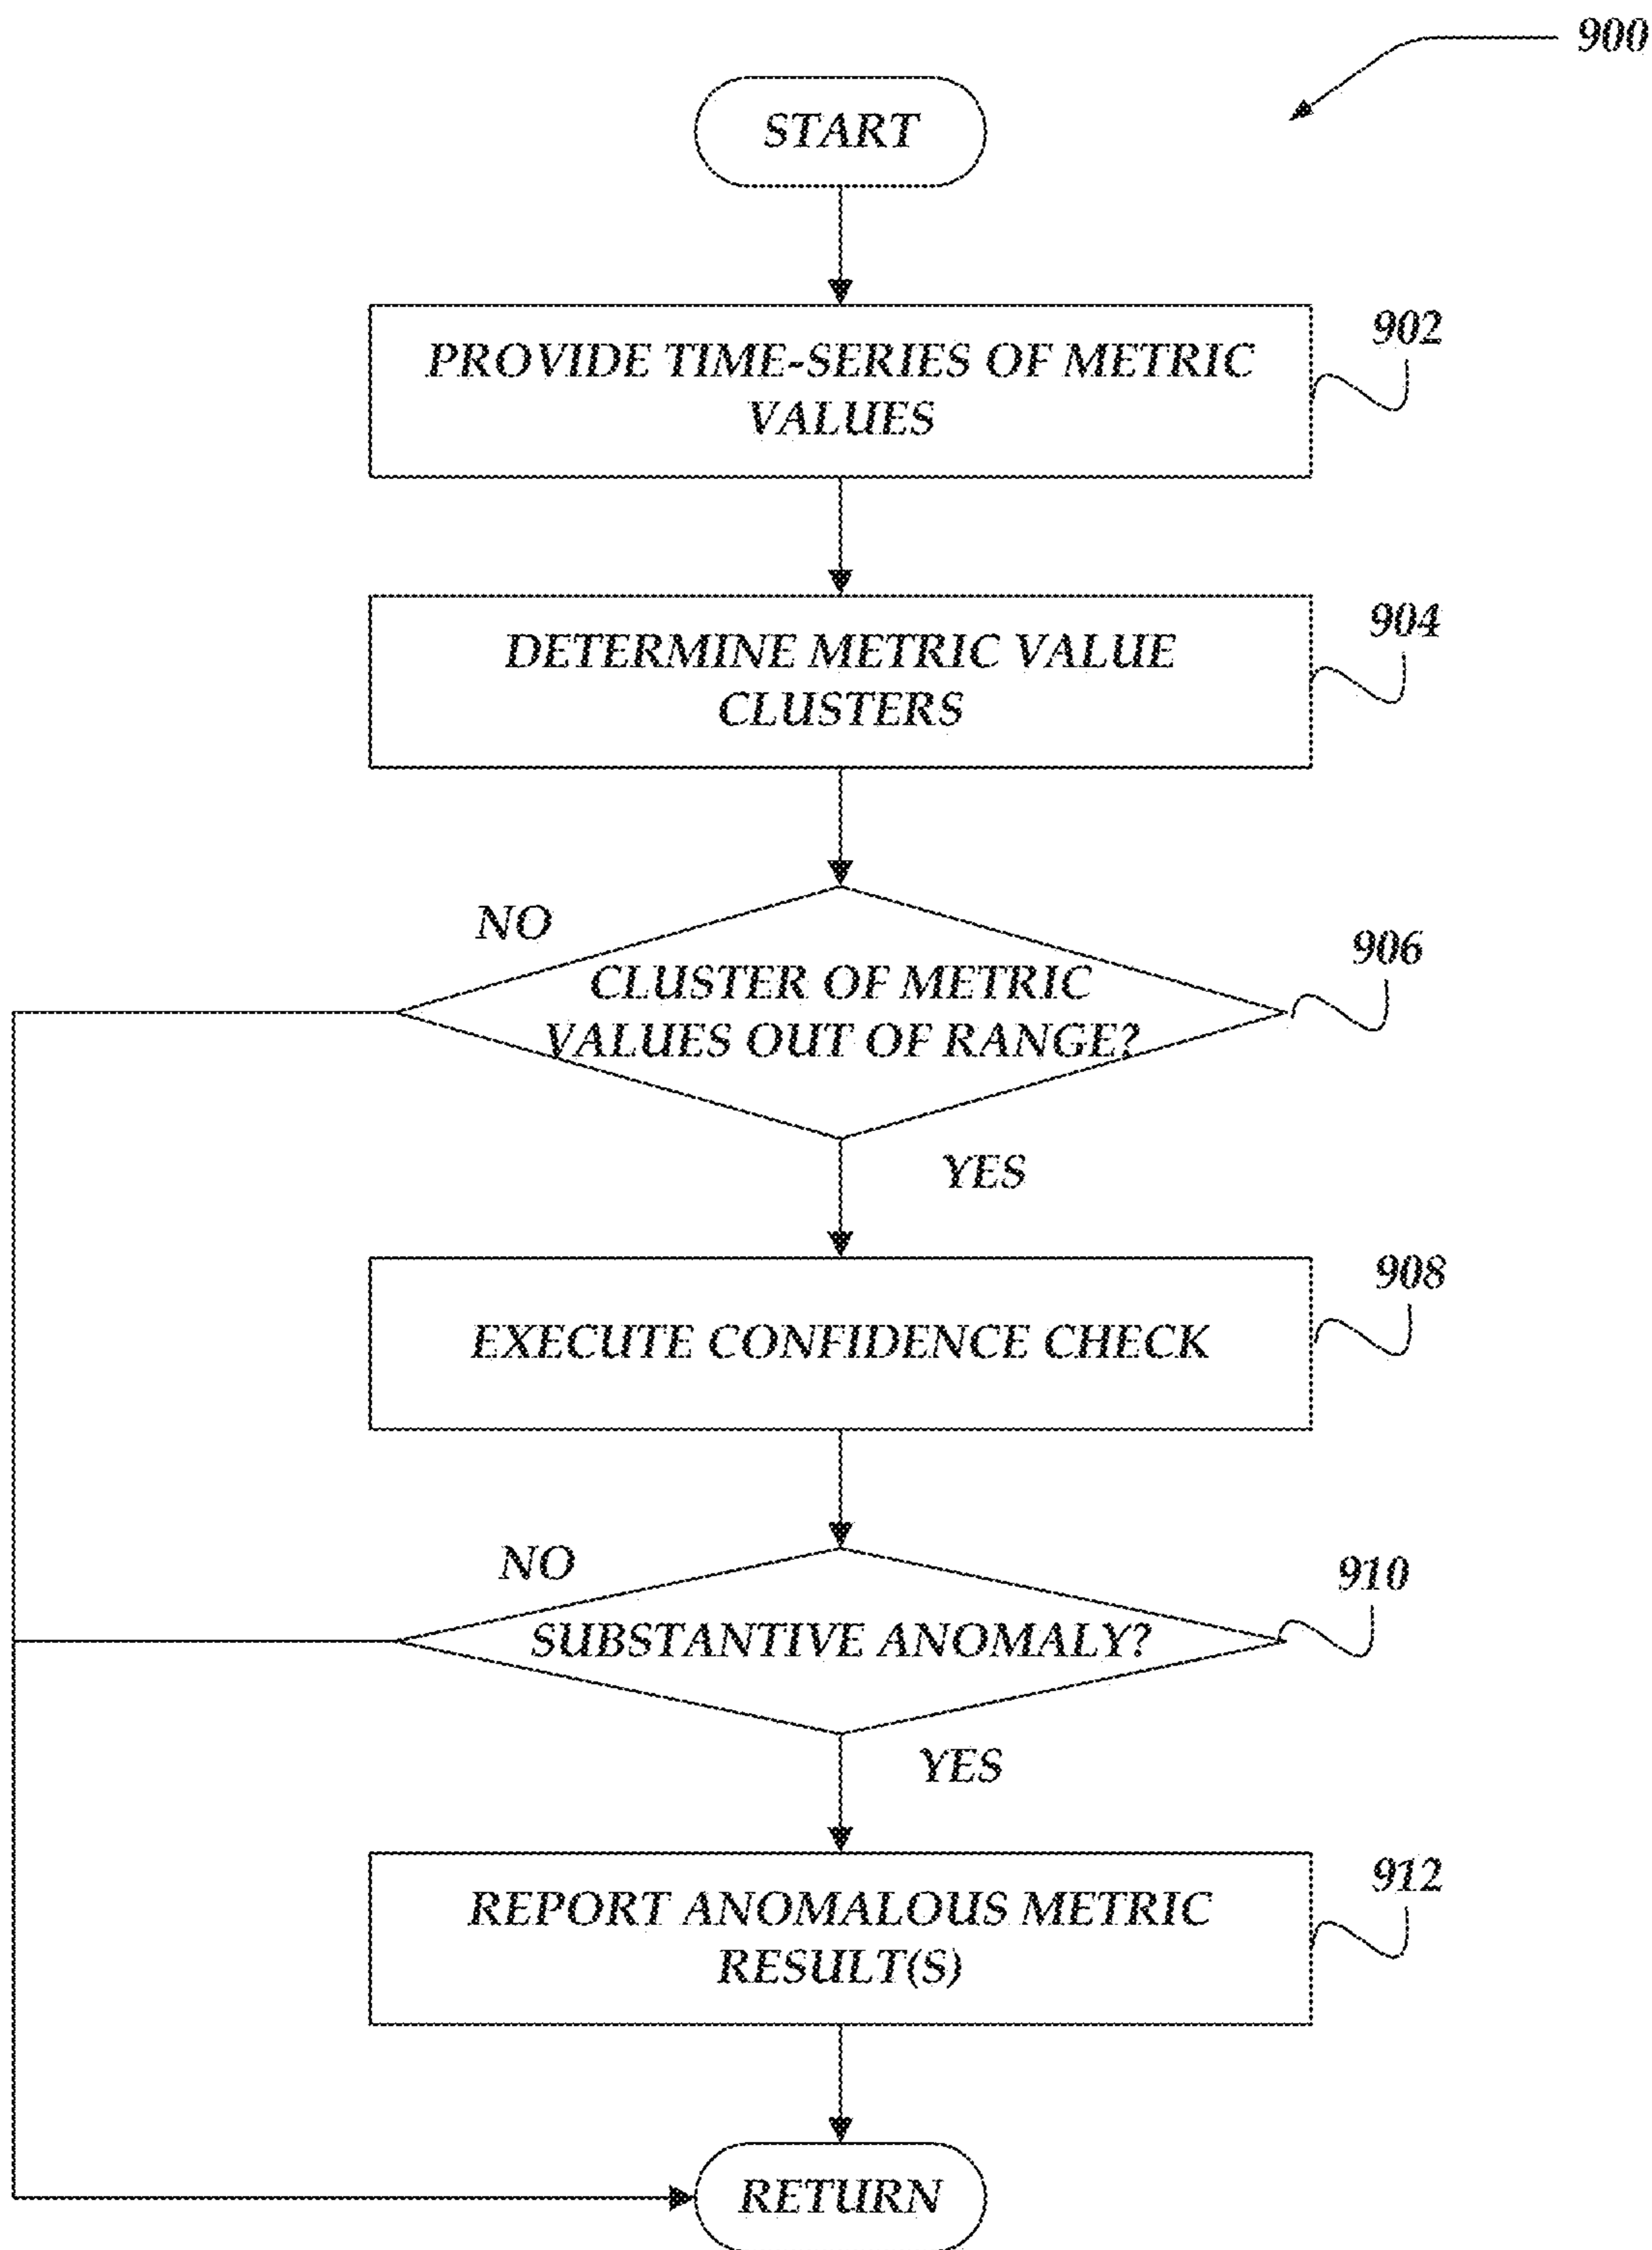 900
START
PROVIDE TIME-SERIES OF METRIC
VALUES
902
DETERMINE METRIC VALUE
CLUSTERS
904
NO
CLUSTER OF METRIC
VALUES OUT OF RANGE?
906
YES
EXECUTE CONFIDENCE CHECK
908
NO
SUBSTANTIVE ANOMALY?
910
YES
REPORT ANOMALOUS METRIC
RESULT(S)
912
RETURN